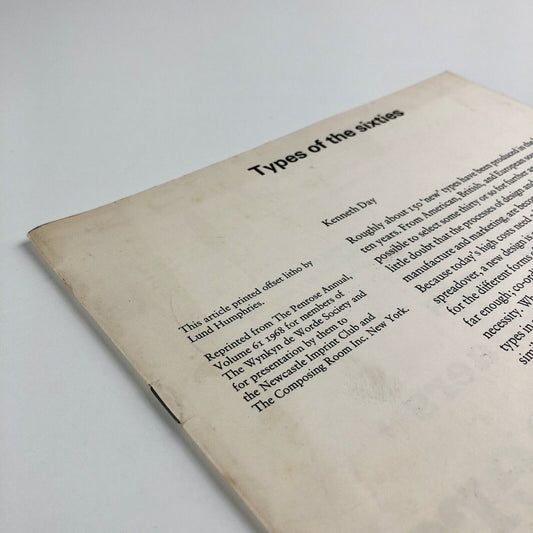 Types of the sixties
Kenneth Day
This article printed offset litho by
Lund Humphries.
Reprinted from The Penrose Annual,
Volume 61 1968 for members of
The Wynkyn de Worde Society and
for presentation by them to
the Newcastle Imprint Club and
The Composing Room Inc. New York.
Roughly about 150 'new' types have been produced in the
ten years. From American, British, and European
possible to select some thirty or so for further
little doubt that the processes of design and
manufacture and marketing, are
Because today's high costs need
spreadover, a new design is
for the different forms
far enough; co-
necessity.
types in